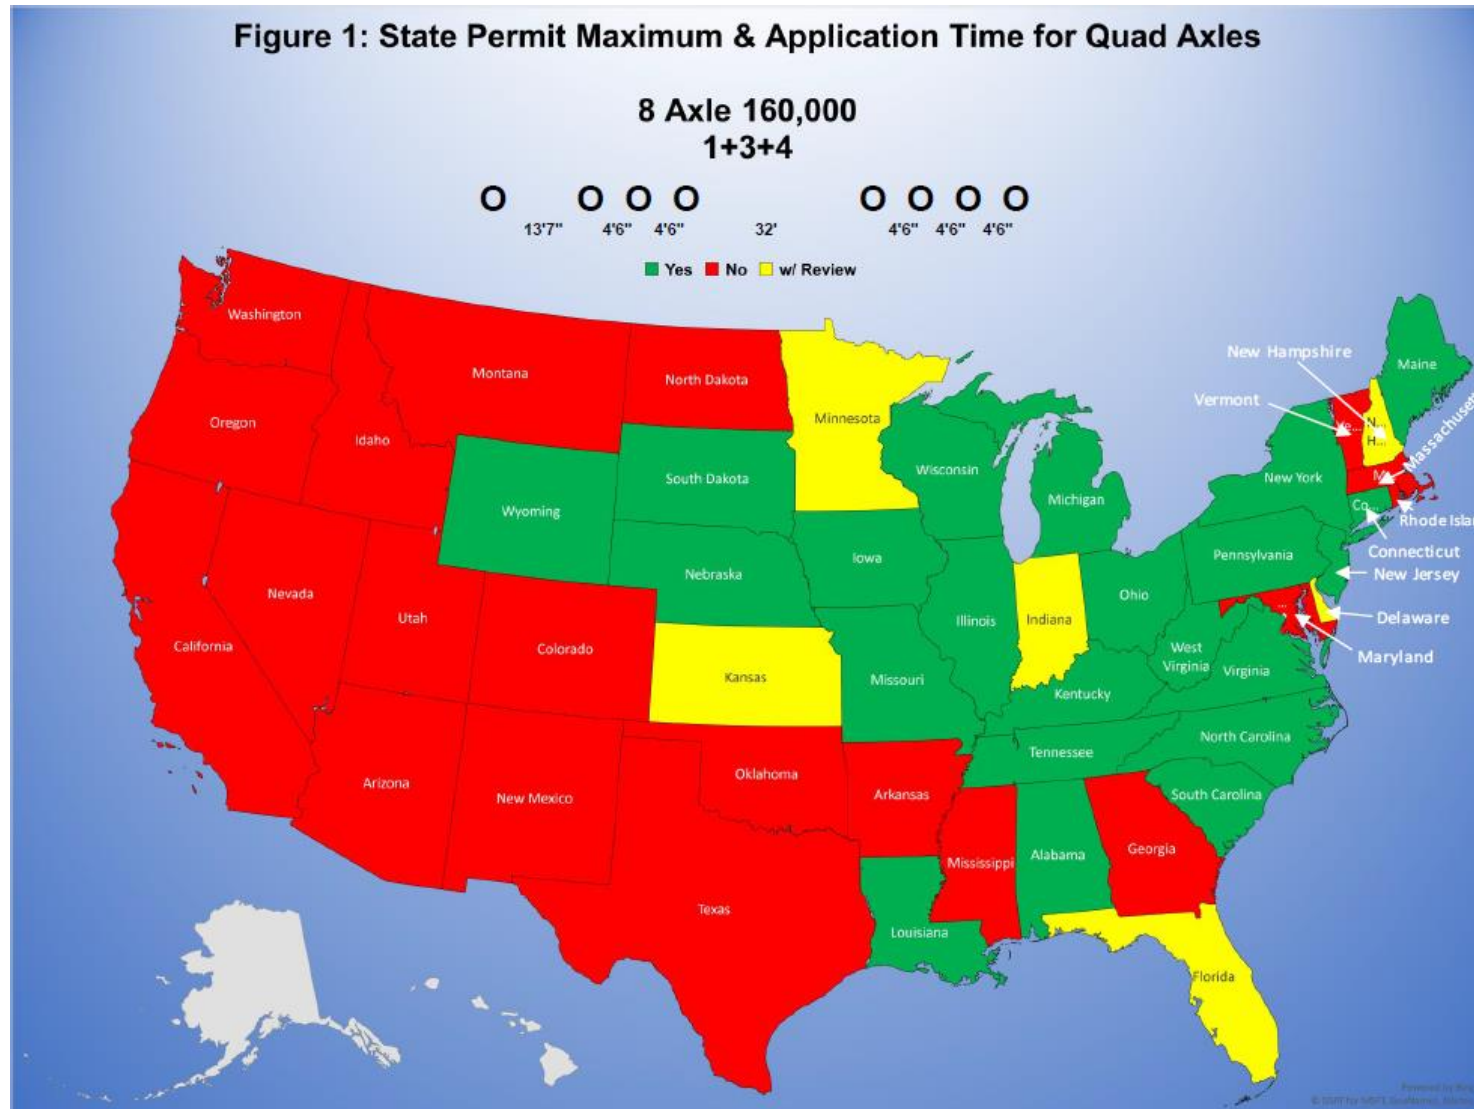 Figure 1: State Permit Maximum & Application Time for Quad Axles
8 Axle 160,000
1+3+4
O O O O O O O O
13'7" 4'6" 4'6" 32' 4'6" 4'6" 4'6"
Yes No w/ Review
Washington
Montana
North Dakota
Minnesota
New Hampshire
Maine
Vermont
Oregon
Idaho
Wisconsin
Michigan
New York
N...
H...
M
Massachuset
South Dakota
Wyoming
Co...
Rhode Islan
Connecticut
Iowa
Nebraska
Pennsylvania
New Jersey
Nevada
Utah
Ohio
Illinois
Indiana
...
Delaware
California
Colorado
Kansas
Missouri
West
Virginia
Virginia
Maryland
Kentucky
Tennessee
North Carolina
Arizona
New Mexico
Oklahoma
Arkansas
South Carolina
Mississippi
Alabama
Georgia
Texas
Louisiana
Florida